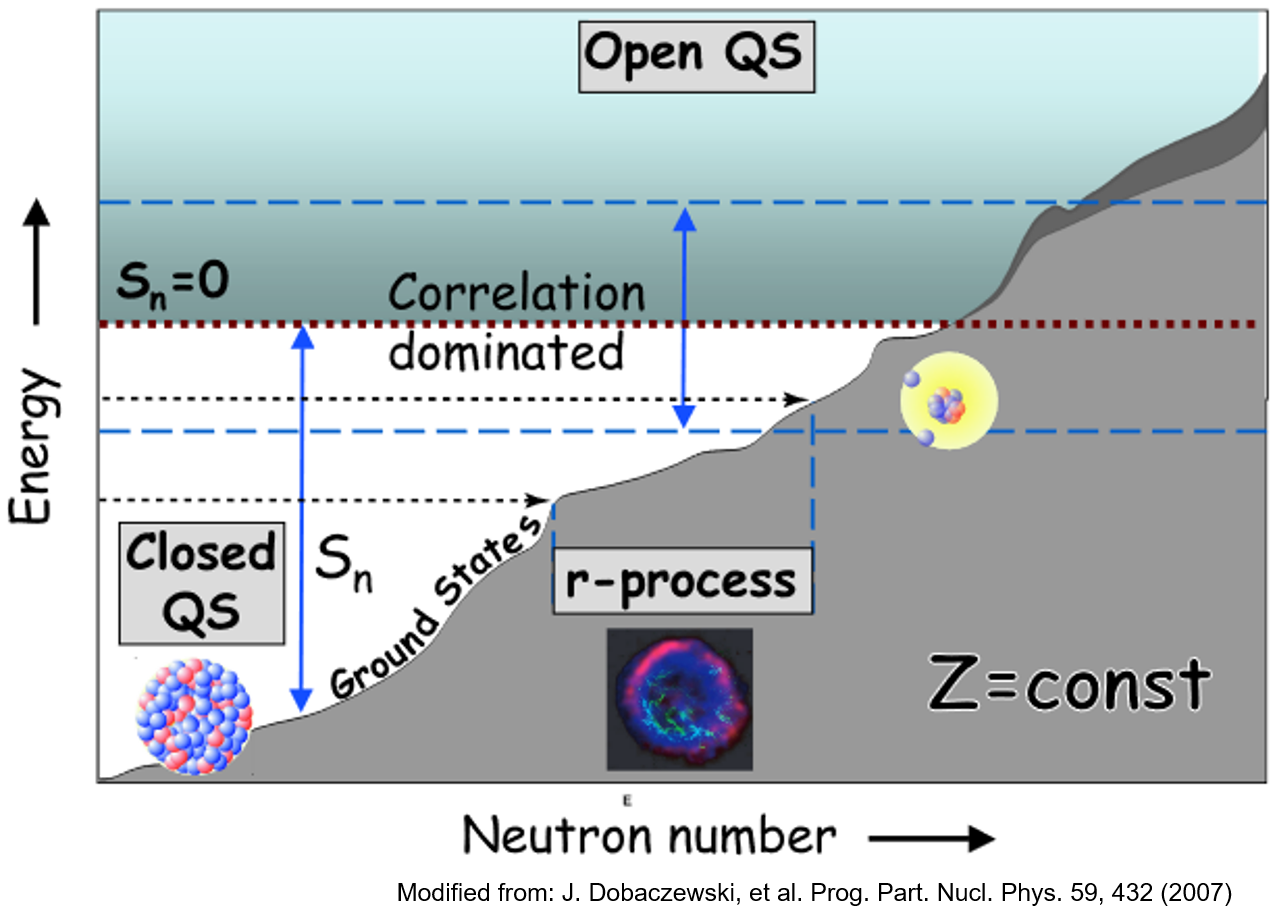 Open QS
Sn=0
Correlation
dominated
Energy
Closed
QS
Sn
Ground States
r-process
Z=const
E
Neutron number
Modified from: J. Dobaczewski, et al. Prog. Part. Nucl. Phys. 59, 432 (2007)